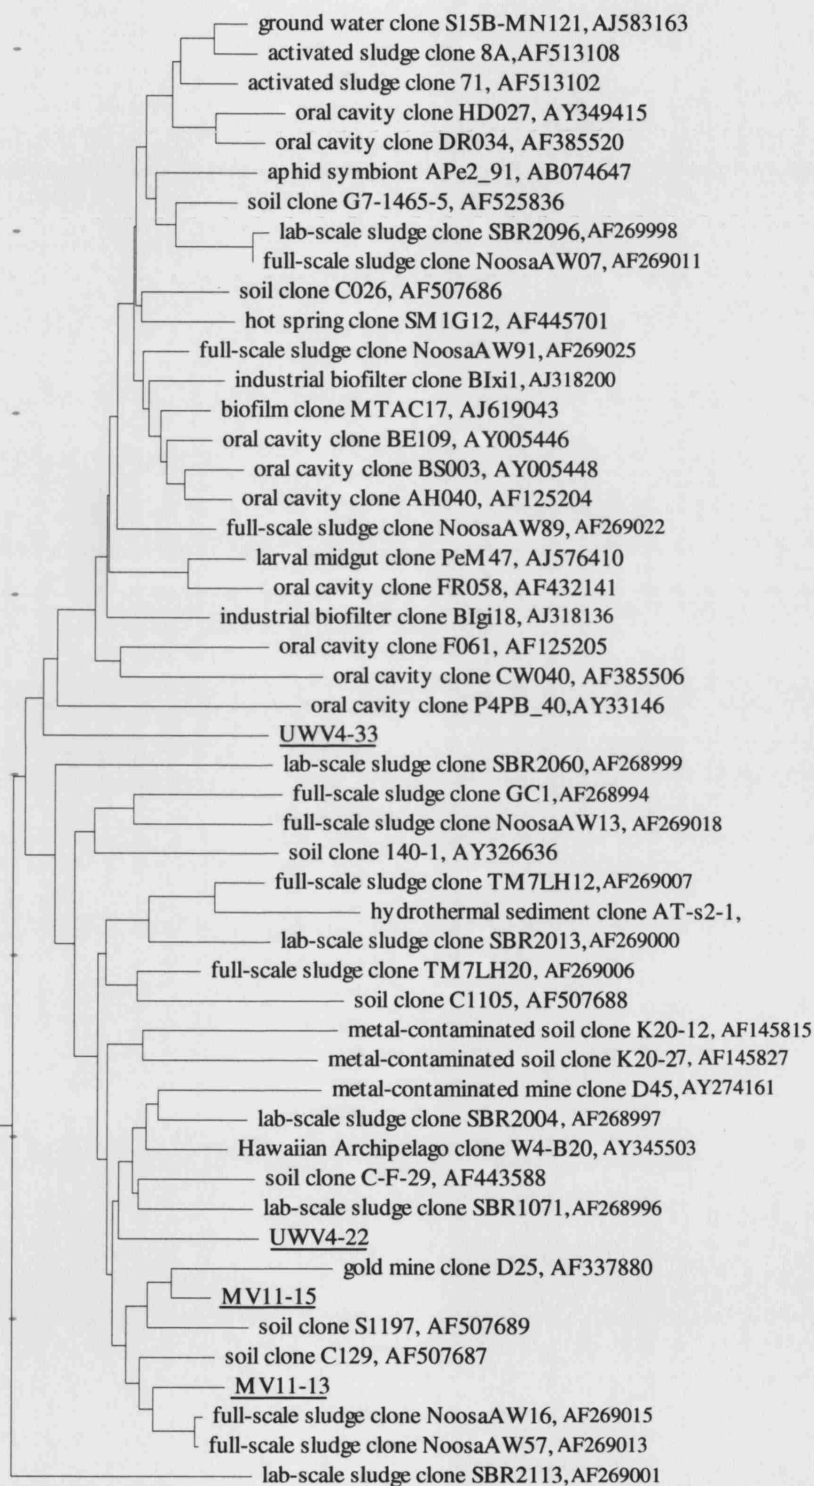 ground water clone S15B-MN121, AJ583163
activated sludge clone 8A,AF513108
activated sludge clone 71, AF513102
oral cavity clone HD027, AY349415
oral cavity clone DR034, AF385520
aphid symbiont APe2_91, AB074647
soil clone G7-1465-5, AF525836
lab-scale sludge clone SBR2096,AF269998
full-scale sludge clone NoosaAW07,AF269011
soil clone C026, AF507686
hot spring clone SM1G12, AF445701
full-scale sludge clone NoosaAW91,AF269025
industrial biofilter clone BIxi1,AJ318200
biofilm clone MTAC17, AJ619043
oral cavity clone BE109, AY005446
oral cavity clone BS003, AY005448
oral cavity clone AH040, AF125204
full-scale sludge clone NoosaAW89,AF269022
larval midgut clone PeM47, AJ576410
oral cavity clone FR058, AF432141
industrial biofilter clone BIgi18,AJ318136
oral cavity clone F061, AF125205
oral cavity clone CW040, AF385506
oral cavity clone P4PB_40,AY33146
UWV4-33
lab-scale sludge clone SBR2060,AF268999
full-scale sludge clone GC1,AF268994
full-scale sludge clone NoosaAW13, AF269018
soil clone 140-1, AY326636
full-scale sludge clone TM7LH12,AF269007
hydrothermal sediment clone AT-s2-1,
lab-scale sludge clone SBR2013,AF269000
full-scale sludge clone TM7LH20, AF269006
soil clone C1105, AF507688
metal-contaminated soil clone K20-12, AF145815
metal-contaminated soil clone K20-27, AF145827
metal-contaminated mine clone D45,AY274161
lab-scale sludge clone SBR2004,AF268997
Hawaiian Archipelago clone W4-B20, AY345503
soil clone C-F-29, AF443588
lab-scale sludge clone SBR1071,AF268996
UWV4-22
gold mine clone D25, AF337880
MV11-15
soil clone S1197, AF507689
soil clone C129, AF507687
MV11-13
full-scale sludge clone NoosaAW16, AF269015
full-scale sludge clone NoosaAW57, AF269013
lab-scale sludge clone SBR2113,AF269001